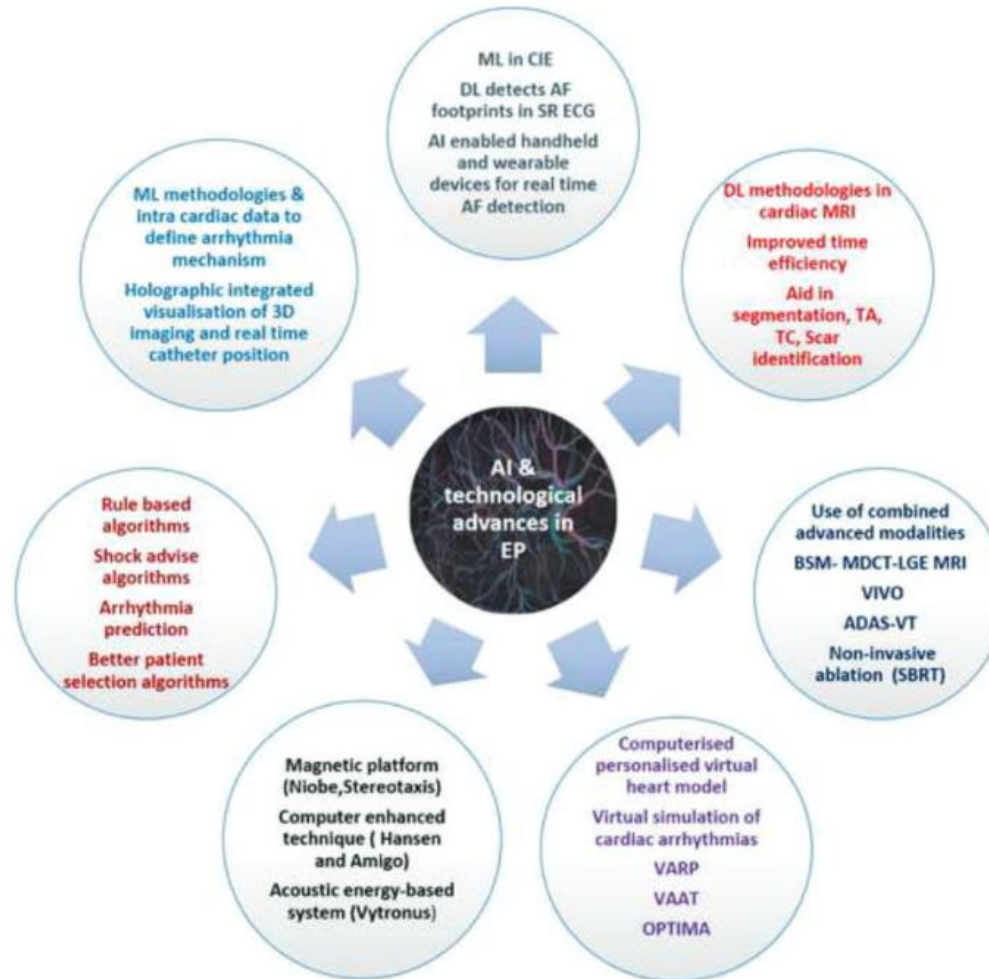 ML in CIE
DL detects AF
footprints in SR ECG
AI enabled handheld
and wearable
devices for real time
AF detection
ML methodologies &
intra cardiac data to
define arrhythmia
mechanism
Holographic integrated
visualisation of 3D
imaging and real time
catheter position
DL methodologies in
cardiac MRI
Improved time
efficiency
Aid in
segmentation, TA,
TC, Scar
identification
AI &
technological
advances in
EP
Rule based
algorithms
Shock advise
algorithms
Arrhythmia
prediction
Better patient
selection algorithms
Use of combined
advanced modalities
BSM- MDCT-LGE MRI
VIVO
ADAS-VT
Non-invasive
ablation (SBRT)
Magnetic platform
(Niobe,Stereotaxis)
Computer enhanced
technique ( Hansen
and Amigo)
Acoustic energy-based
system (Vytronus)
Computerised
personalised virtual
heart model
Virtual simulation of
cardiac arrhythmias
VARP
VAAT
OPTIMA